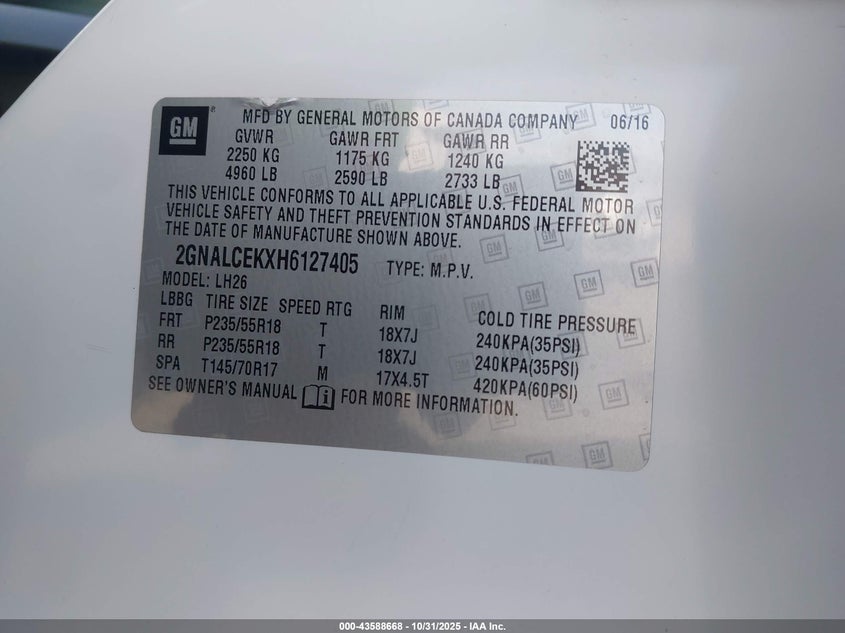 GM ® MFD BY GENERAL MOTORS OF CANADA COMPANY 06/16
GVWR GAWR FRT GAWR RR
2250 KG 1175 KG 1240 KG
4960 LB 2590 LB 2733 LB
THIS VEHICLE CONFORMS TO ALL APPLICABLE U.S. FEDERAL MOTOR
VEHICLE SAFETY AND THEFT PREVENTION STANDARDS IN EFFECT ON
THE DATE OF MANUFACTURE SHOWN ABOVE.
2GNALCEKXH6127405 TYPE: M.P.V.
MODEL: LH26
LBBG TIRE SIZE SPEED RTG RIM COLD TIRE PRESSURE
FRT P235/55R18 T 18X7J 240KPA(35PSI)
RR P235/55R18 T 18X7J 240KPA(35PSI)
SPA T145/70R17 M 17X4.5T 420KPA(60PSI)
SEE OWNER'S MANUAL FOR MORE INFORMATION.
000-43588668 - 10/31/2025 - IAA Inc.